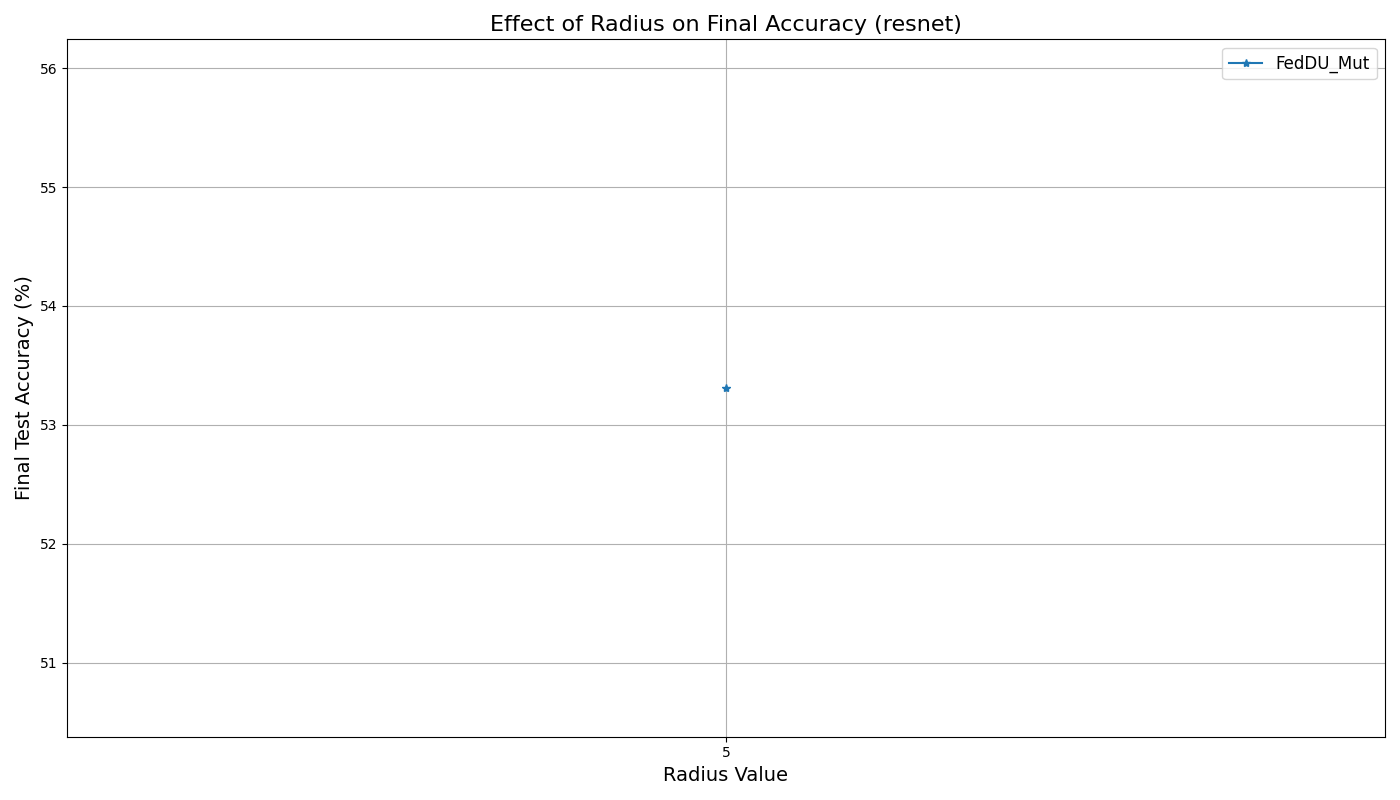 Effect of Radius on Final Accuracy (resnet)
FedDU_Mut
56
55
54
53
52
51
Final Test Accuracy (%)
5
Radius Value